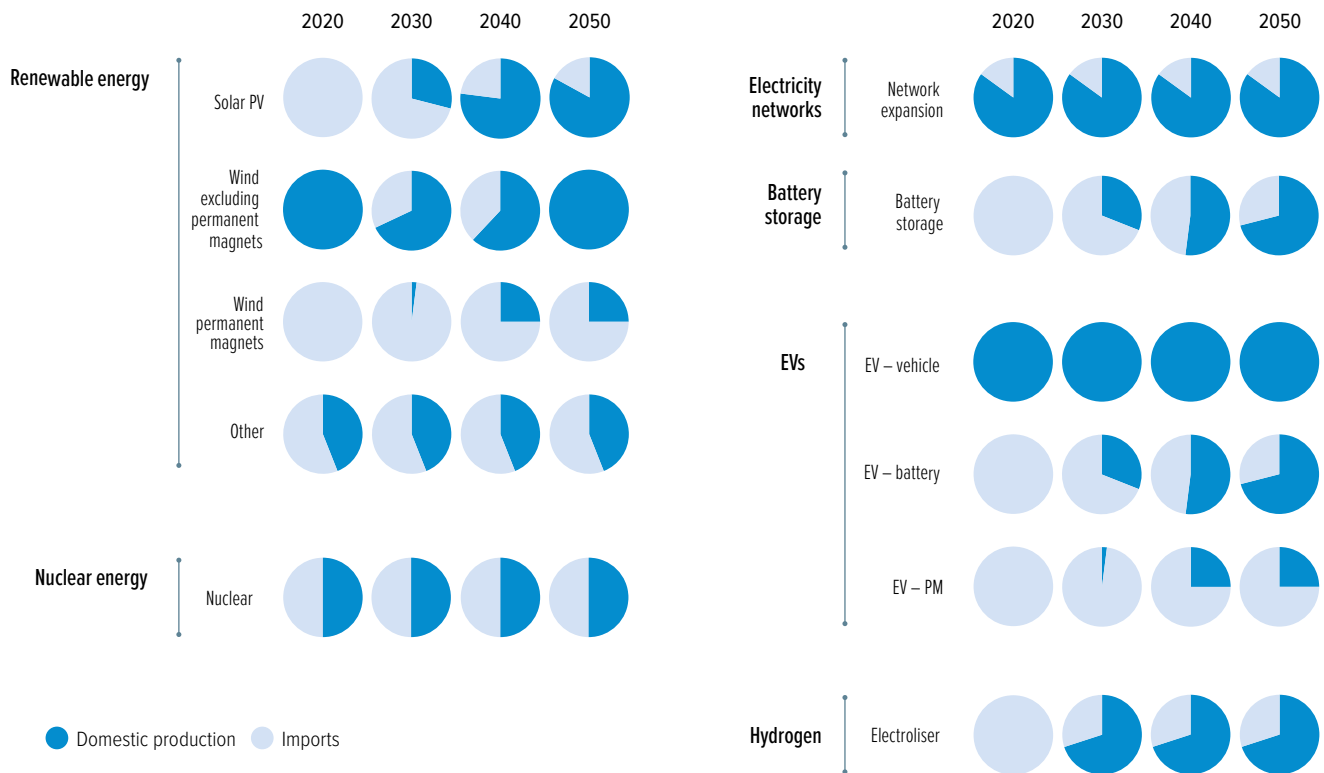 2020 2030 2040 2050
Renewable energy
Solar PV
Wind
excluding
permanent
magnets
Wind
permanent
magnets
Other
Nuclear energy
Nuclear
Domestic production Imports
2020 2030 2040 2050
Electricity
networks
Network
expansion
Battery
storage
Battery
storage
EVs
EV – vehicle
EV – battery
EV – PM
Hydrogen
Electroliser